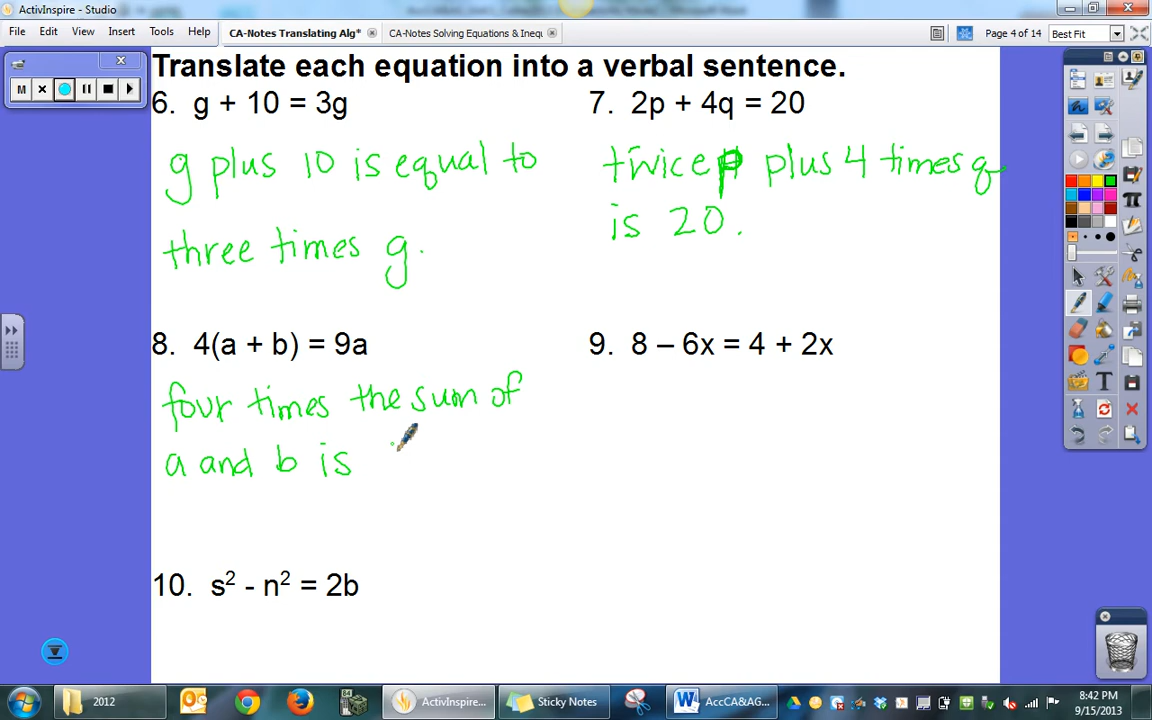 ActivInspire - Studio
File Edit View Insert Tools Help
CA-Notes Translating Alg*
CA-Notes Solving Equations & Inequ
Page 4 of 14
Best Fit
M
Translate each equation into a verbal sentence.
6. g + 10 = 3g
7. 2p + 4q = 20
g plus 10 is equal to
three times g.
twice p plus 4 times q
is 20.
8. 4(a + b) = 9a
9. 8 – 6x = 4 + 2x
four times the sum of
a and b is
10. s² - n² = 2b
2012
ActivInspire...
Sticky Notes
AccCA&AG...
8:42 PM
9/15/2013